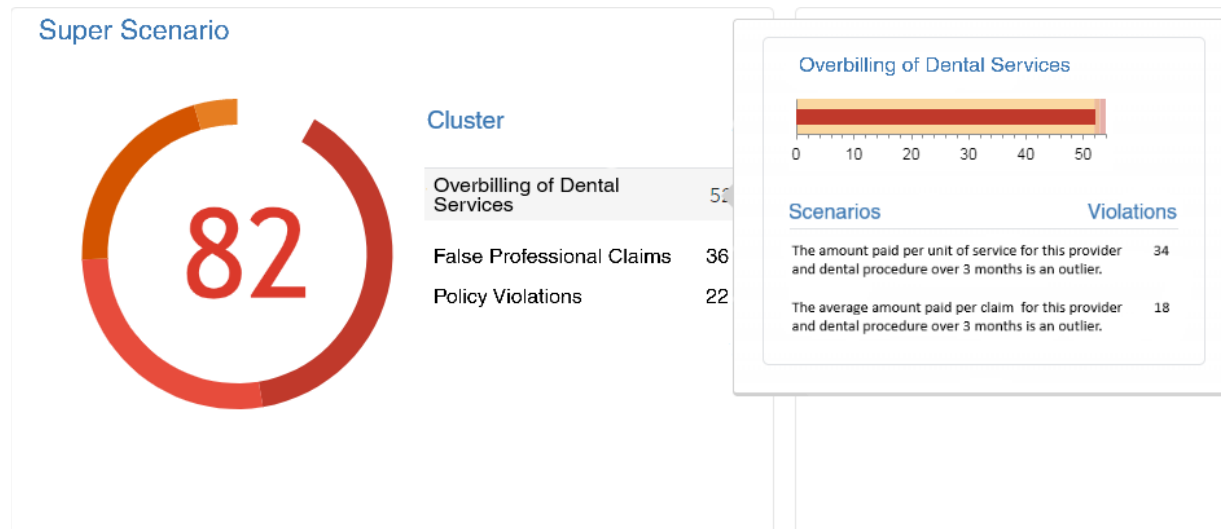 Super Scenario
82
Cluster
Overbilling of Dental
Services
52
False Professional Claims 36
Policy Violations 22
Overbilling of Dental Services
0 10 20 30 40 50
Scenarios Violations
The amount paid per unit of service for this provider 34
and dental procedure over 3 months is an outlier.
The average amount paid per claim for this provider 18
and dental procedure over 3 months is an outlier.